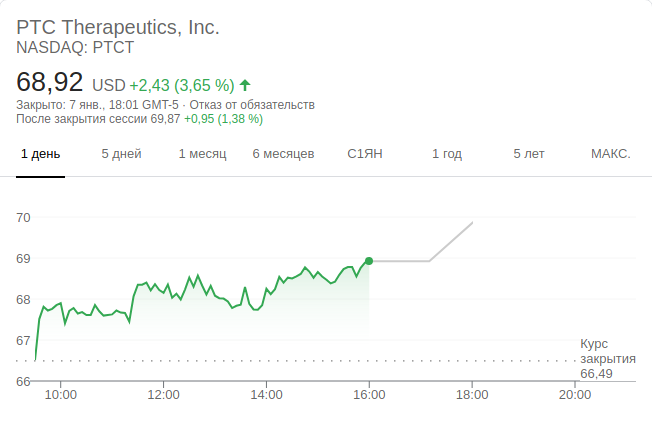 PTC Therapeutics, Inc.
NASDAQ: PTCT
68,92 USD +2,43 (3,65 %)
Закрыто: 7 янв., 18:01 GMT-5 · Отказ от обязательств
После закрытия сессии 69,87 +0,95 (1,38 %)
1 день 5 дней 1 месяц 6 месяцев С1ЯН 1 год 5 лет МАКС.
70
69
68
67
Курс
закрытия
66,49
66
10:00 12:00 14:00 16:00 18:00 20:00